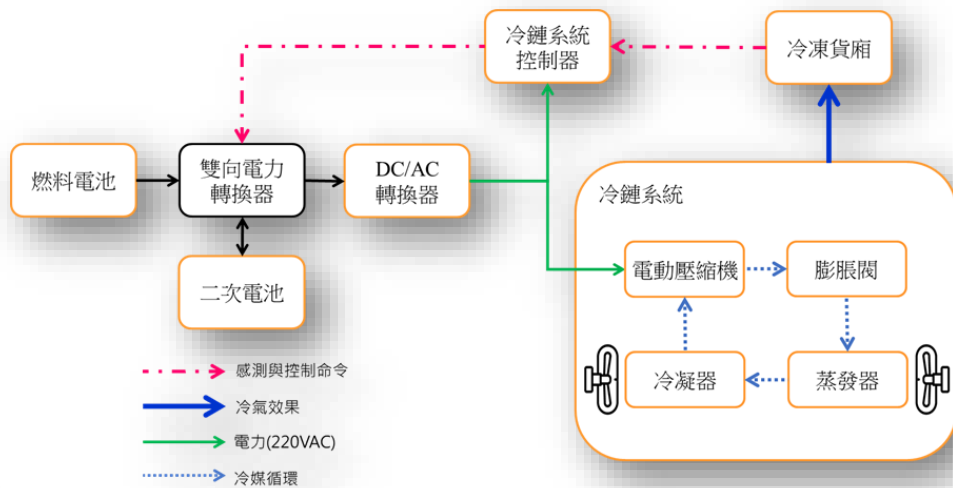 冷鏈系統
控制器
冷凍貨廂
燃料電池
雙向電力
轉換器
DC/AC
轉換器
二次電池
冷鏈系統
電動壓縮機
膨脹閥
冷凝器
蒸發器
感測與控制命令
冷氣效果
電力(220VAC)
冷媒循環